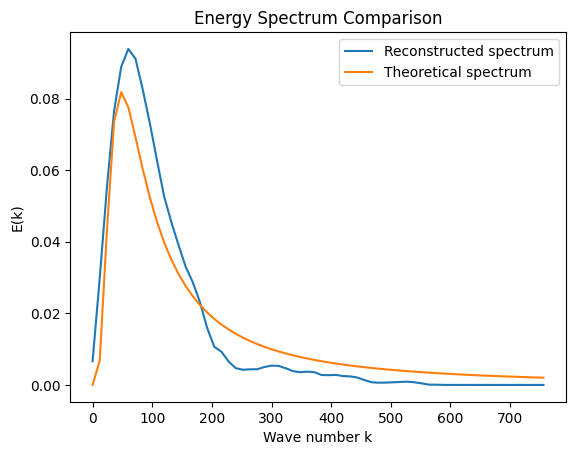 Energy Spectrum Comparison
Reconstructed spectrum
Theoretical spectrum
E(k)
0.08
0.06
0.04
0.02
0.00
0 100 200 300 400 500 600 700
Wave number k